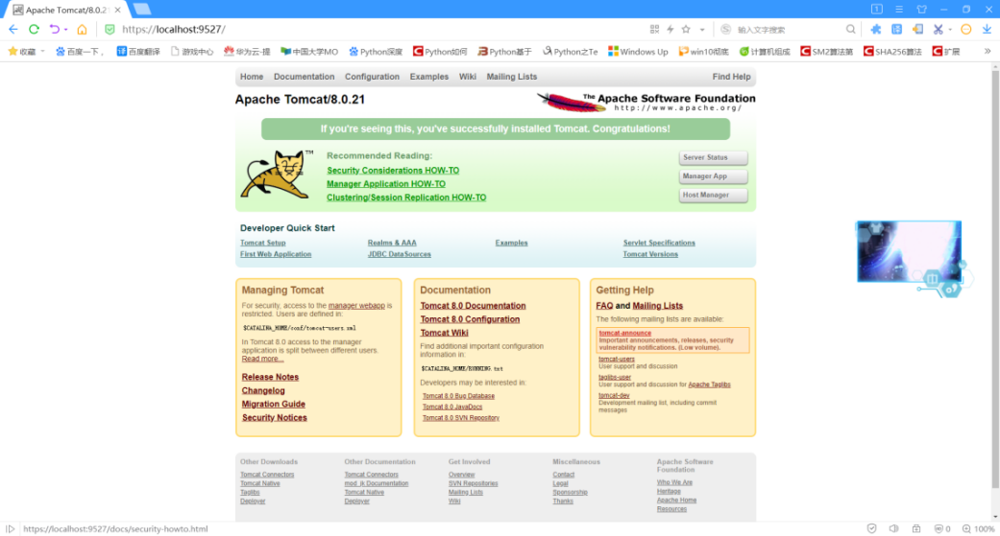 Apache Tomcat/8.0.21
https://localhost:9527/
输入文字搜索
收藏 百度一下, 百度翻译 游戏中心 华为云-提 中国大学MO Python深度 Python如何 Python基于 Python之Te Windows Up win10彻底 计算机组成 SM2算法第 SHA256算法 扩展
Home Documentation Configuration Examples Wiki Mailing Lists Find Help
Apache Tomcat/8.0.21
The Apache Software Foundation
http://www.apache.org/
If you're seeing this, you've successfully installed Tomcat. Congratulations!
TM
Recommended Reading:
Security Considerations HOW-TO
Manager Application HOW-TO
Clustering/Session Replication HOW-TO
Server Status
Manager App
Host Manager
Developer Quick Start
Tomcat Setup
First Web Application
Realms & AAA
JDBC DataSources
Examples
Servlet Specifications
Tomcat Versions
Managing Tomcat
For security, access to the manager webapp is
restricted. Users are defined in:
$CATALINA_HOME/conf/tomcat-users.xml
In Tomcat 8.0 access to the manager
application is split between different users.
Read more...
Release Notes
Changelog
Migration Guide
Security Notices
Documentation
Tomcat 8.0 Documentation
Tomcat 8.0 Configuration
Tomcat Wiki
Find additional important configuration
information in:
$CATALINA_HOME/RUNNING.txt
Developers may be interested in:
Tomcat 8.0 Bug Database
Tomcat 8.0 JavaDocs
Tomcat 8.0 SVN Repository
Getting Help
FAQ and Mailing Lists
The following mailing lists are available:
tomcat-announce
Important announcements, releases, security
vulnerability notifications. (Low volume).
tomcat-users
User support and discussion
taglibs-user
User support and discussion for Apache Taglibs
tomcat-dev
Development mailing list, including commit
messages
Other Downloads
Tomcat Connectors
Tomcat Native
Taglibs
Deployer
Other Documentation
Tomcat Connectors
mod_jk Documentation
Tomcat Native
Deployer
Get Involved
Overview
SVN Repositories
Mailing Lists
Wiki
Miscellaneous
Contact
Legal
Sponsorship
Thanks
Apache Software
Foundation
Who We Are
Heritage
Apache Home
Resources
https://localhost:9527/docs/security-howto.html
0
100%